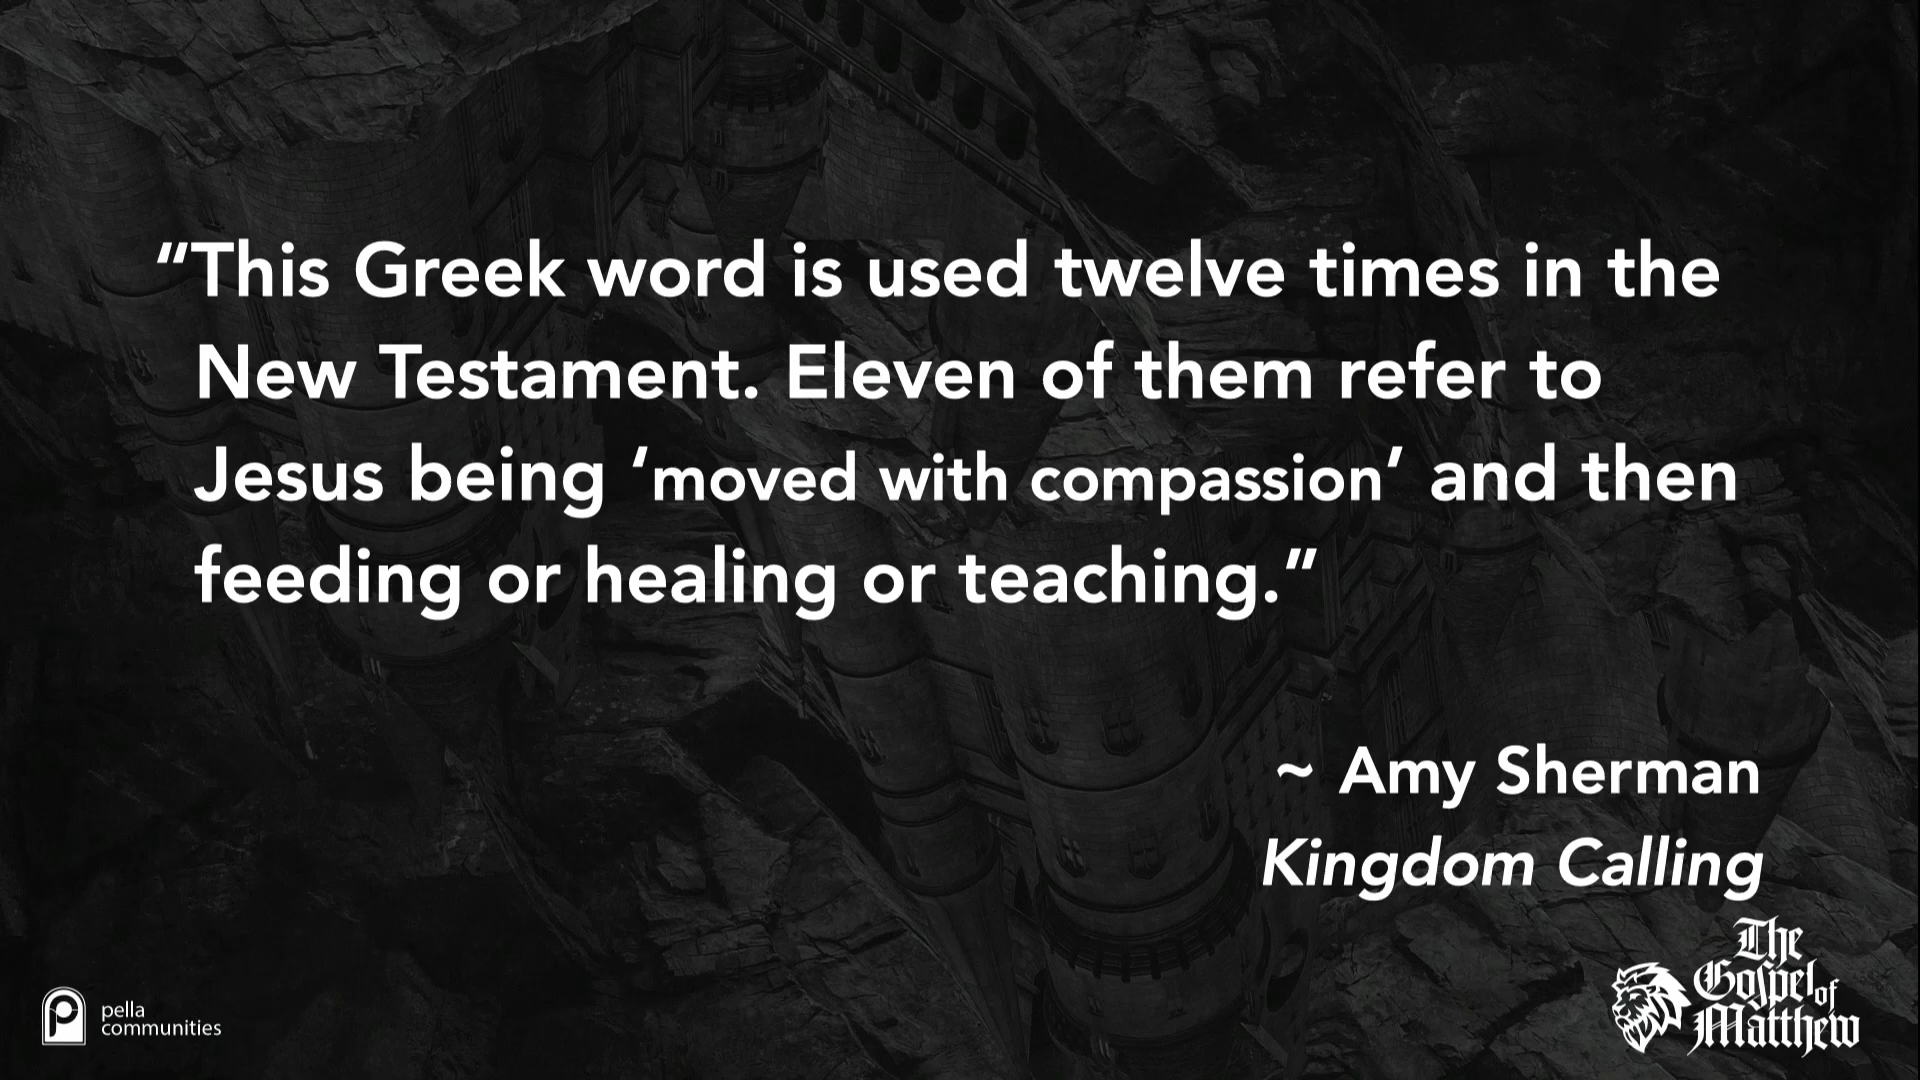 “This Greek word is used twelve times in the
New Testament. Eleven of them refer to
Jesus being ‘moved with compassion’ and then
feeding or healing or teaching.”
~ Amy Sherman
Kingdom Calling
The
Gospel of
Matthew
pella
communities